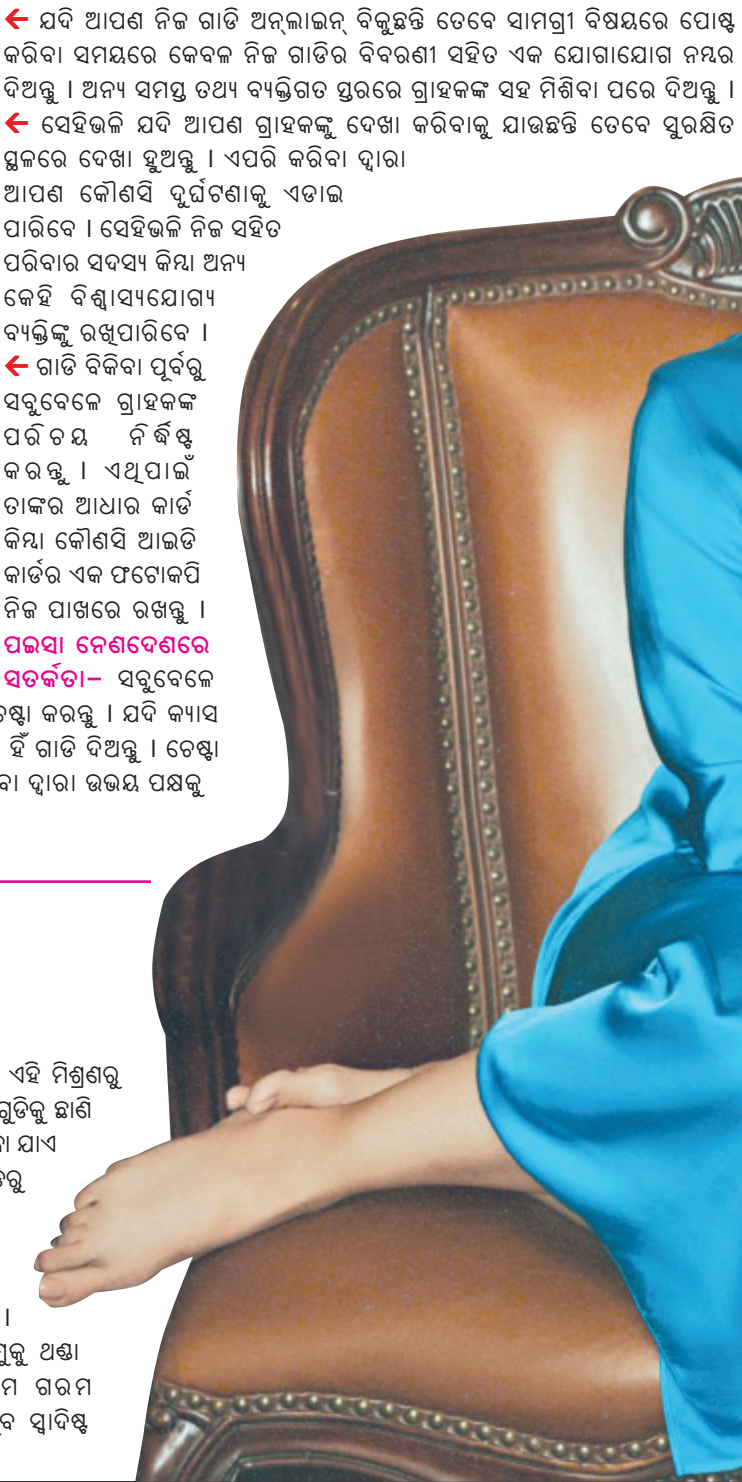 ← ଯଦି ଆପଣ ନିଜ ଗାଡି ଅନ୍‌ଲାଇନ୍ ବିକୁଛନ୍ତି ତେବେ ସାମଗ୍ରୀ ବିଷୟରେ ପୋଷ୍ଟ
କରିବା ସମୟରେ କେବଳ ନିଜ ଗାଡିର ବିବରଣୀ ସହିତ ଏକ ଯୋଗାଯୋଗ ନମ୍ବର
ଦିଅନ୍ତୁ । ଅନ୍ୟ ସମସ୍ତ ତଥ୍ୟ ବ୍ୟକ୍ତିଗତ ସ୍ତରରେ ଗ୍ରାହକଙ୍କ ସହ ମିଶିବା ପରେ ଦିଅନ୍ତୁ ।
← ସେହିଭଳି ଯଦି ଆପଣ ଗ୍ରାହକଙ୍କୁ ଦେଖା କରିବାକୁ ଯାଉଛନ୍ତି ତେବେ ସୁରକ୍ଷିତ
ସ୍ଥଳରେ ଦେଖା ହୁଅନ୍ତୁ । ଏପରି କରିବା ଦ୍ୱାରା
ଆପଣ କୌଣସି ଦୁର୍ଘଟଣାକୁ ଏଡାଇ
ପାରିବେ । ସେହିଭଳି ନିଜ ସହିତ
ପରିବାର ସଦସ୍ୟ କିମ୍ବା ଅନ୍ୟ
କେହି ବିଶ୍ୱାସ୍ୟଯୋଗ୍ୟ
ବ୍ୟକ୍ତିଙ୍କୁ ରଖିପାରିବେ ।
← ଗାଡି ବିକିବା ପୂର୍ବରୁ
ସବୁବେଳେ ଗ୍ରାହକଙ୍କ
ପରିଚୟ ନିର୍ଦ୍ଧିଷ୍ଟ
କରନ୍ତୁ । ଏଥିପାଇଁ
ତାଙ୍କର ଆଧାର କାର୍ଡ
କିମ୍ବା କୌଣସି ଆଇଡି
କାର୍ଡର ଏକ ଫଟୋକପି
ନିଜ ପାଖରେ ରଖନ୍ତୁ ।
ପଇସା ନେଣଦେଣରେ
ସତର୍କତା– ସବୁବେଳେ
କରନ୍ତୁ । ଯଦି କ୍ୟାସ
ହିଁ ଗାଡି ଦିଅନ୍ତୁ । ଚେଷ୍ଟା
ଦ୍ୱାରା ଉଭୟ ପକ୍ଷକୁ
ଏହି ମିଶ୍ରଣରୁ
ଛାଣି
ଯାଏ
।
ଥଣ୍ଡା
ଗରମ
ସ୍ୱାଦିଷ୍ଟ